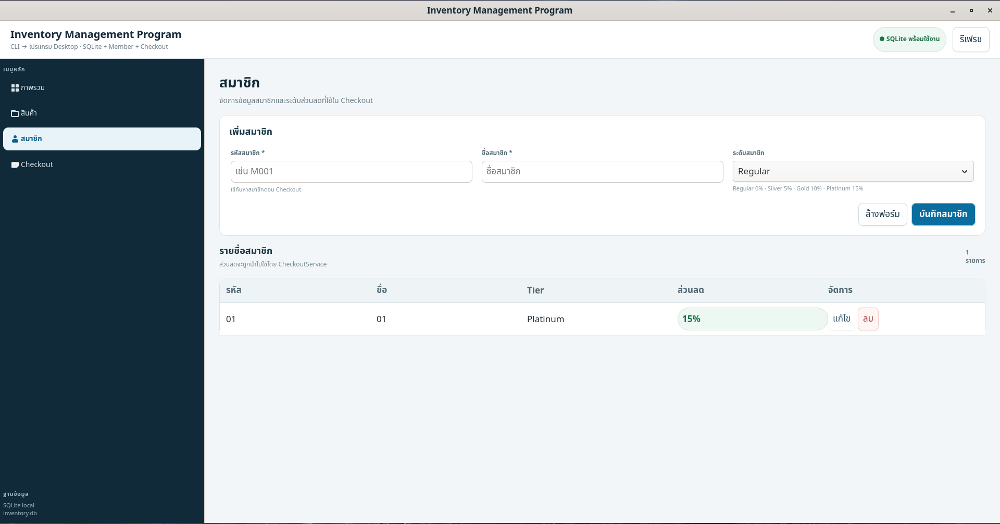 Inventory Management Program
Inventory Management Program
CLI → โปรแกรม Desktop · SQLite + Member + Checkout
SQLite พร้อมใช้งาน
รีเฟรช
เมนูหลัก
ภาพรวม
สินค้า
สมาชิก
Checkout
ฐานข้อมูล
SQLite local
inventory.db
สมาชิก
จัดการข้อมูลสมาชิกและระดับส่วนลดที่ใช้ใน Checkout
เพิ่มสมาชิก
รหัสสมาชิก *
ชื่อสมาชิก *
ระดับสมาชิก
เช่น M001
ชื่อสมาชิก
Regular
ใช้ค้นหาสมาชิกตอน Checkout
Regular 0% · Silver 5% · Gold 10% · Platinum 15%
ล้างฟอร์ม
บันทึกสมาชิก
รายชื่อสมาชิก
ส่วนลดจะถูกนำไปใช้โดย CheckoutService
1
รายการ
รหัส ชื่อ Tier ส่วนลด จัดการ
01 01 Platinum 15% แก้ไข ลบ